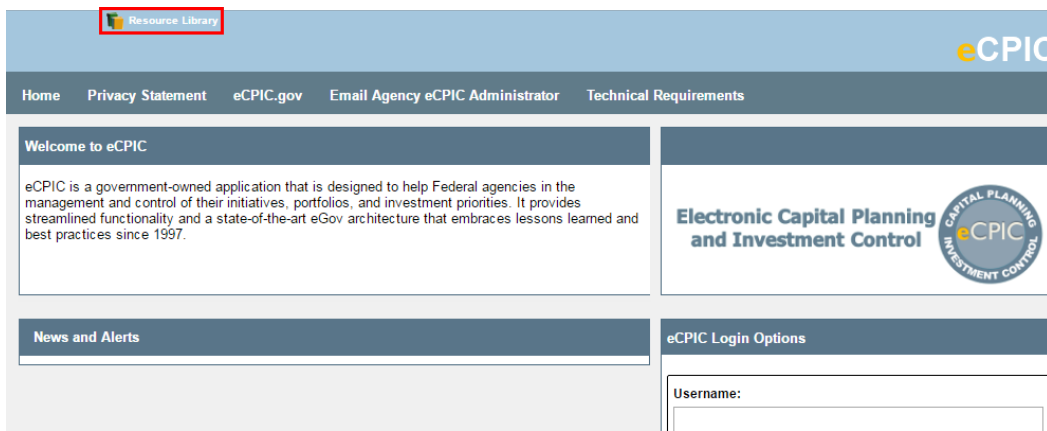 Resource Library
eCPIC
Home Privacy Statement eCPIC.gov Email Agency eCPIC Administrator Technical Requirements
Welcome to eCPIC
eCPIC is a government-owned application that is designed to help Federal agencies in the
management and control of their initiatives, portfolios, and investment priorities. It provides
streamlined functionality and a state-of-the-art eGov architecture that embraces lessons learned and
best practices since 1997.
Electronic Capital Planning
and Investment Control
CAPITAL PLANNING
eCPIC
INVESTMENT CONTROL
News and Alerts
eCPIC Login Options
Username: